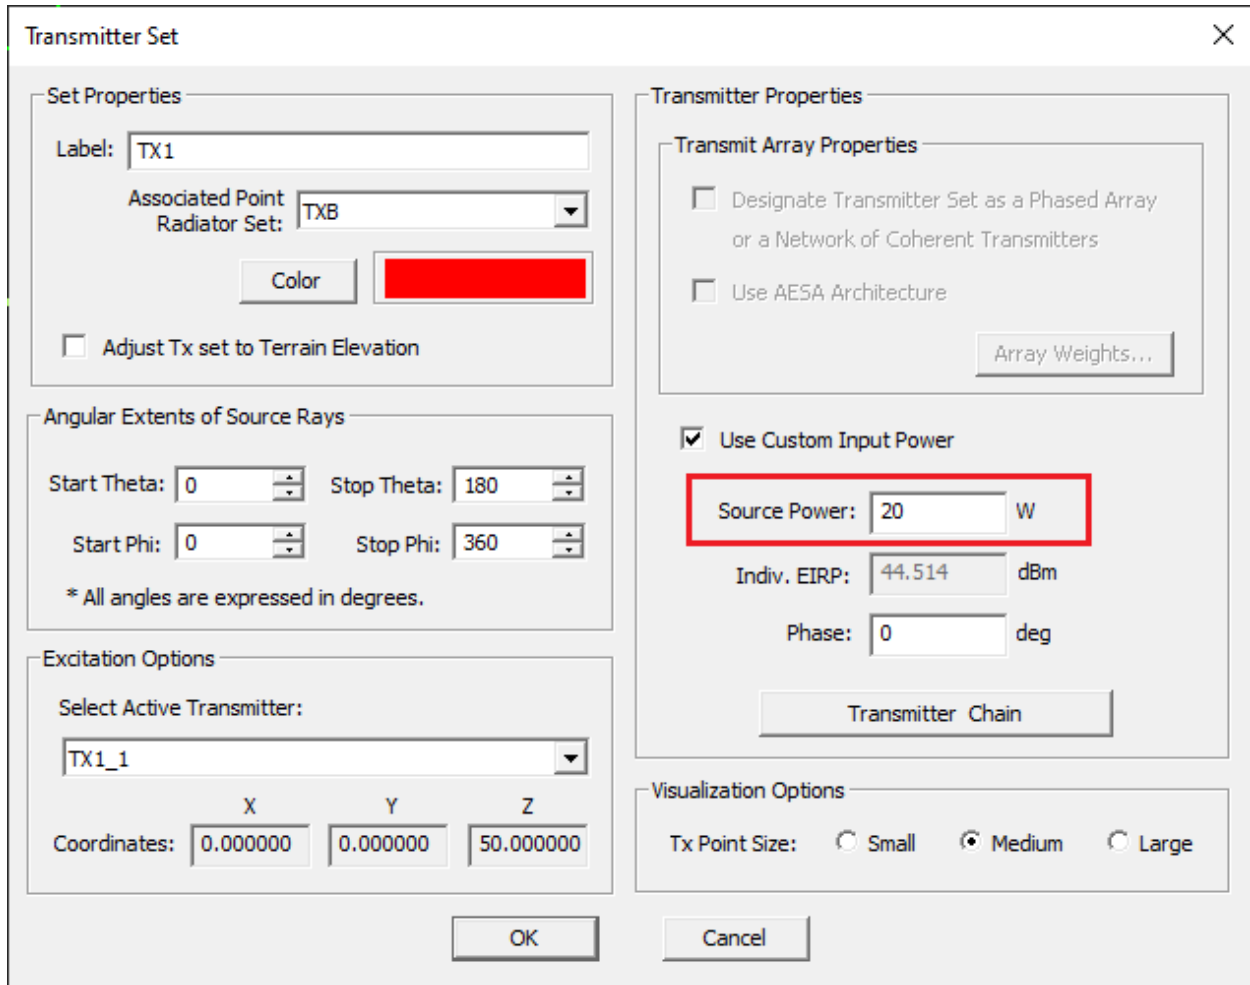 Transmitter Set
Set Properties
Label: TX1
Associated Point
Radiator Set: TXB
Color
Adjust Tx set to Terrain Elevation
Angular Extents of Source Rays
Start Theta: 0 Stop Theta: 180
Start Phi: 0 Stop Phi: 360
* All angles are expressed in degrees.
Excitation Options
Select Active Transmitter:
TX1_1
X Y Z
Coordinates: 0.000000 0.000000 50.000000
Transmitter Properties
Transmit Array Properties
Designate Transmitter Set as a Phased Array
or a Network of Coherent Transmitters
Use AESA Architecture
Array Weights...
Use Custom Input Power
Source Power: 20 W
Indiv. EIRP: 44.514 dBm
Phase: 0 deg
Transmitter Chain
Visualization Options
Tx Point Size: Small Medium Large
OK Cancel